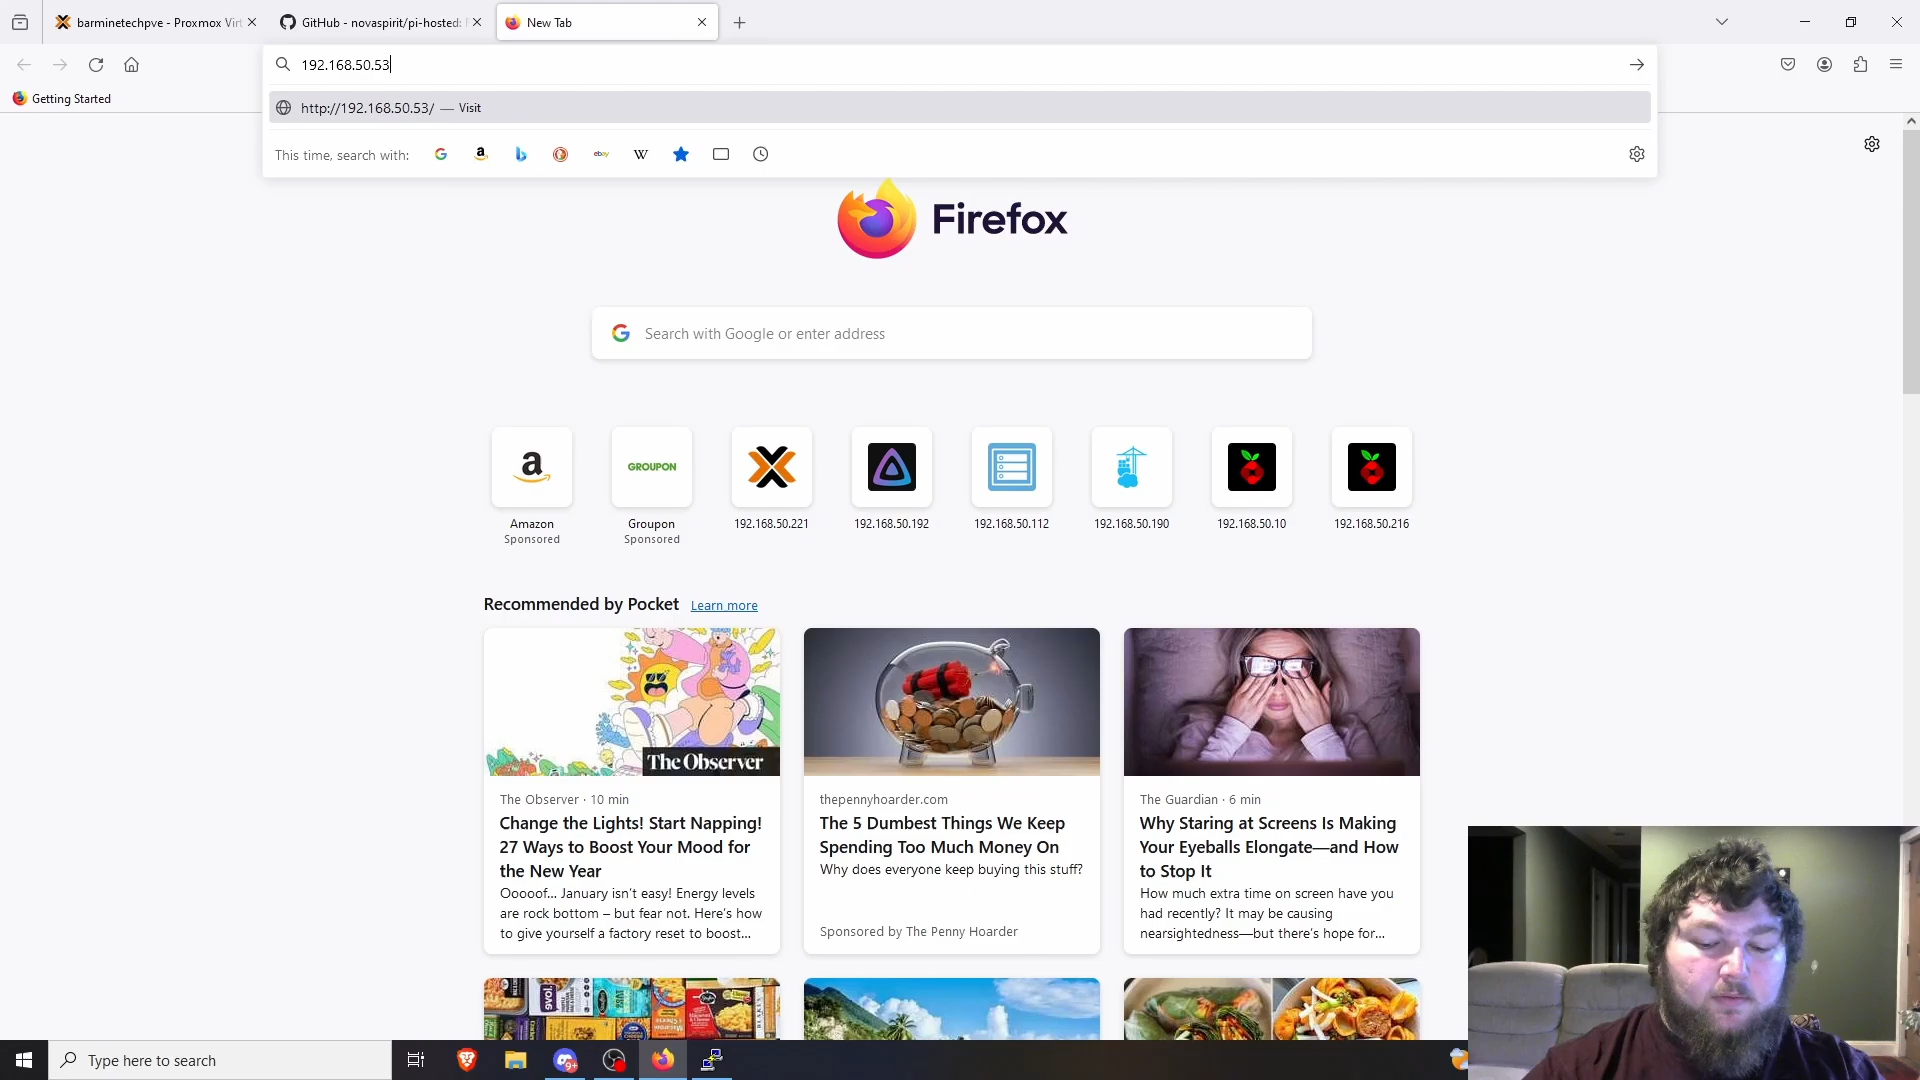 barminetechpve - Proxmox Virt
GitHub - novaspirit/pi-hosted:
New Tab
192.168.50.53
Getting Started
http://192.168.50.53/ — Visit
This time, search with:
ebay
W
Firefox
Search with Google or enter address
a
GROUPON
Amazon
Sponsored
Groupon
Sponsored
192.168.50.221
192.168.50.192
192.168.50.112
192.168.50.190
192.168.50.10
192.168.50.216
Recommended by Pocket
Learn more
The Observer
The Observer · 10 min
Change the Lights! Start Napping!
27 Ways to Boost Your Mood for
the New Year
Ooooof... January isn't easy! Energy levels
are rock bottom – but fear not. Here's how
to give yourself a factory reset to boost...
thepennyhoarder.com
The 5 Dumbest Things We Keep
Spending Too Much Money On
Why does everyone keep buying this stuff?
Sponsored by The Penny Hoarder
The Guardian · 6 min
Why Staring at Screens Is Making
Your Eyeballs Elongate—and How
to Stop It
How much extra time on screen have you
had recently? It may be causing
nearsightedness—but there's hope for...
evol.
Type here to search
9+